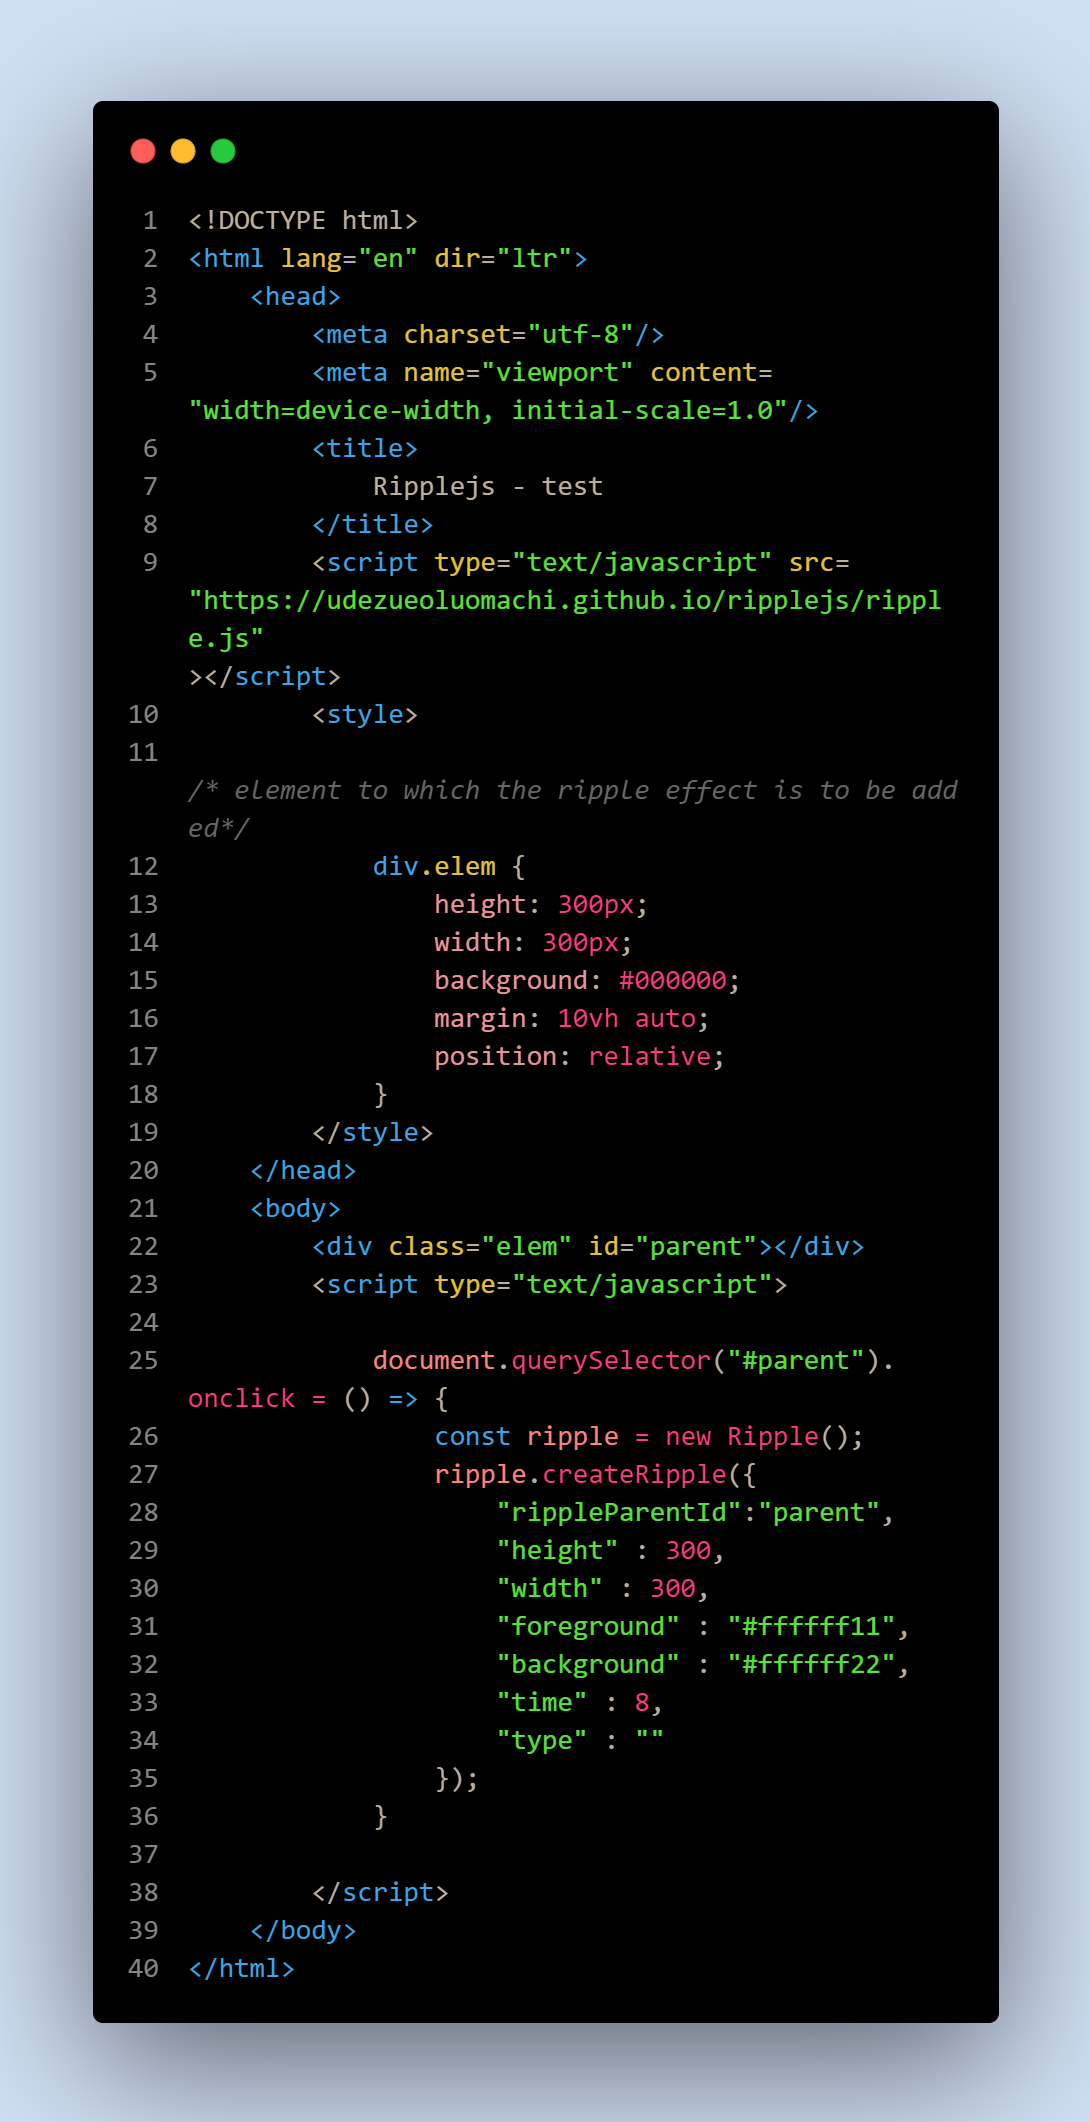 1 <!DOCTYPE html>
2 <html lang="en" dir="ltr">
3     <head>
4         <meta charset="utf-8"/>
5         <meta name="viewport" content=
"width=device-width, initial-scale=1.0"/>
6         <title>
7             Ripplejs - test
8         </title>
9         <script type="text/javascript" src=
"https://udezueoluomachi.github.io/ripplejs/rippl
e.js"
></script>
10         <style>
11
/* element to which the ripple effect is to be add
ed*/
12             div.elem {
13                 height: 300px;
14                 width: 300px;
15                 background: #000000;
16                 margin: 10vh auto;
17                 position: relative;
18             }
19         </style>
20     </head>
21     <body>
22         <div class="elem" id="parent"></div>
23         <script type="text/javascript">
24
25             document.querySelector("#parent").
onclick = () => {
26                 const ripple = new Ripple();
27                 ripple.createRipple({
28                     "rippleParentId":"parent",
29                     "height" : 300,
30                     "width" : 300,
31                     "foreground" : "#ffffff11",
32                     "background" : "#ffffff22",
33                     "time" : 8,
34                     "type" : ""
35                 });
36             }
37
38         </script>
39     </body>
40 </html>